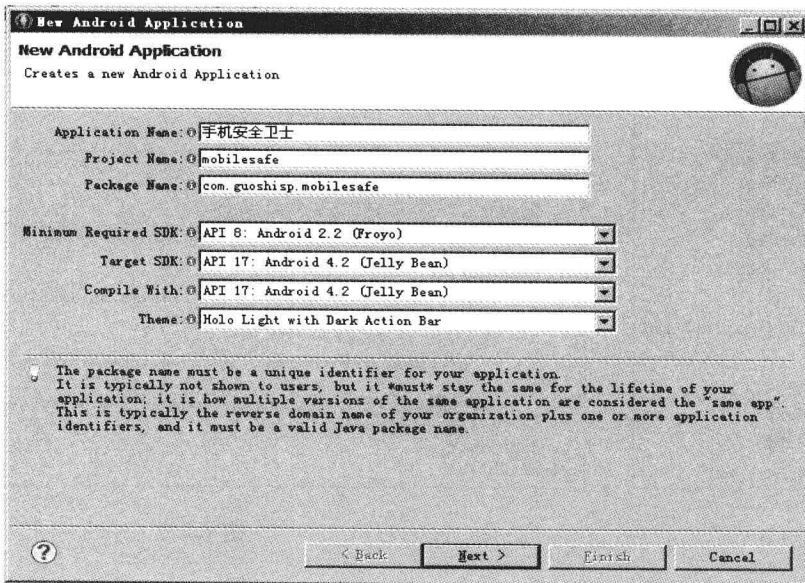 New Android Application
New Android Application
Creates a new Android Application
Application Name: 手机安全卫士
Project Name: mobilesafe
Package Name: com.guoshisp.mobilesafe
Minimum Required SDK: API 8: Android 2.2 (Froyo)
Target SDK: API 17: Android 4.2 (Jelly Bean)
Compile With: API 17: Android 4.2 (Jelly Bean)
Theme: Holo Light with Dark Action Bar
The package name must be a unique identifier for your application.
It is typically not shown to users, but it *must* stay the same for the lifetime of your
application; it is how multiple versions of the same application are considered the "same app".
This is typically the reverse domain name of your organization plus one or more application
identifiers, and it must be a valid Java package name.
? < Back Next > Finish Cancel